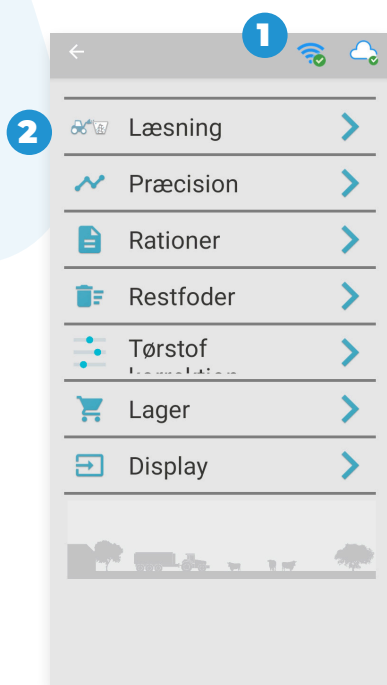 1
2
Læsning
Præcision
Rationer
Restfoder
Tørstof
Lager
Display